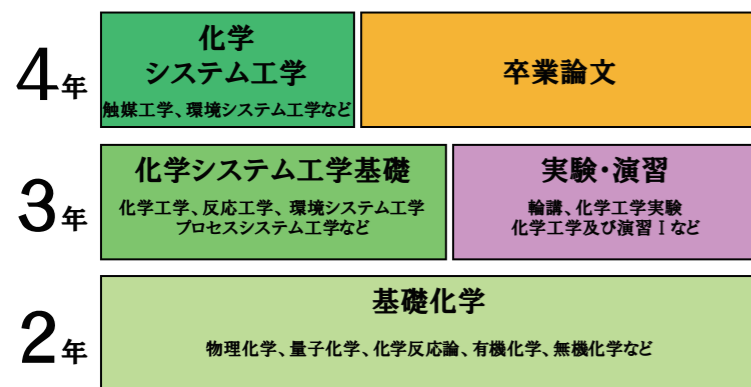 4年
化学
システム工学
触媒工学、環境システム工学など
卒業論文
3年
化学システム工学基礎
化学工学、反応工学、環境システム工学
プロセスシステム工学など
実験・演習
輪講、化学工学実験
化学工学及び演習Ⅰなど
2年
基礎化学
物理化学、量子化学、化学反応論、有機化学、無機化学など